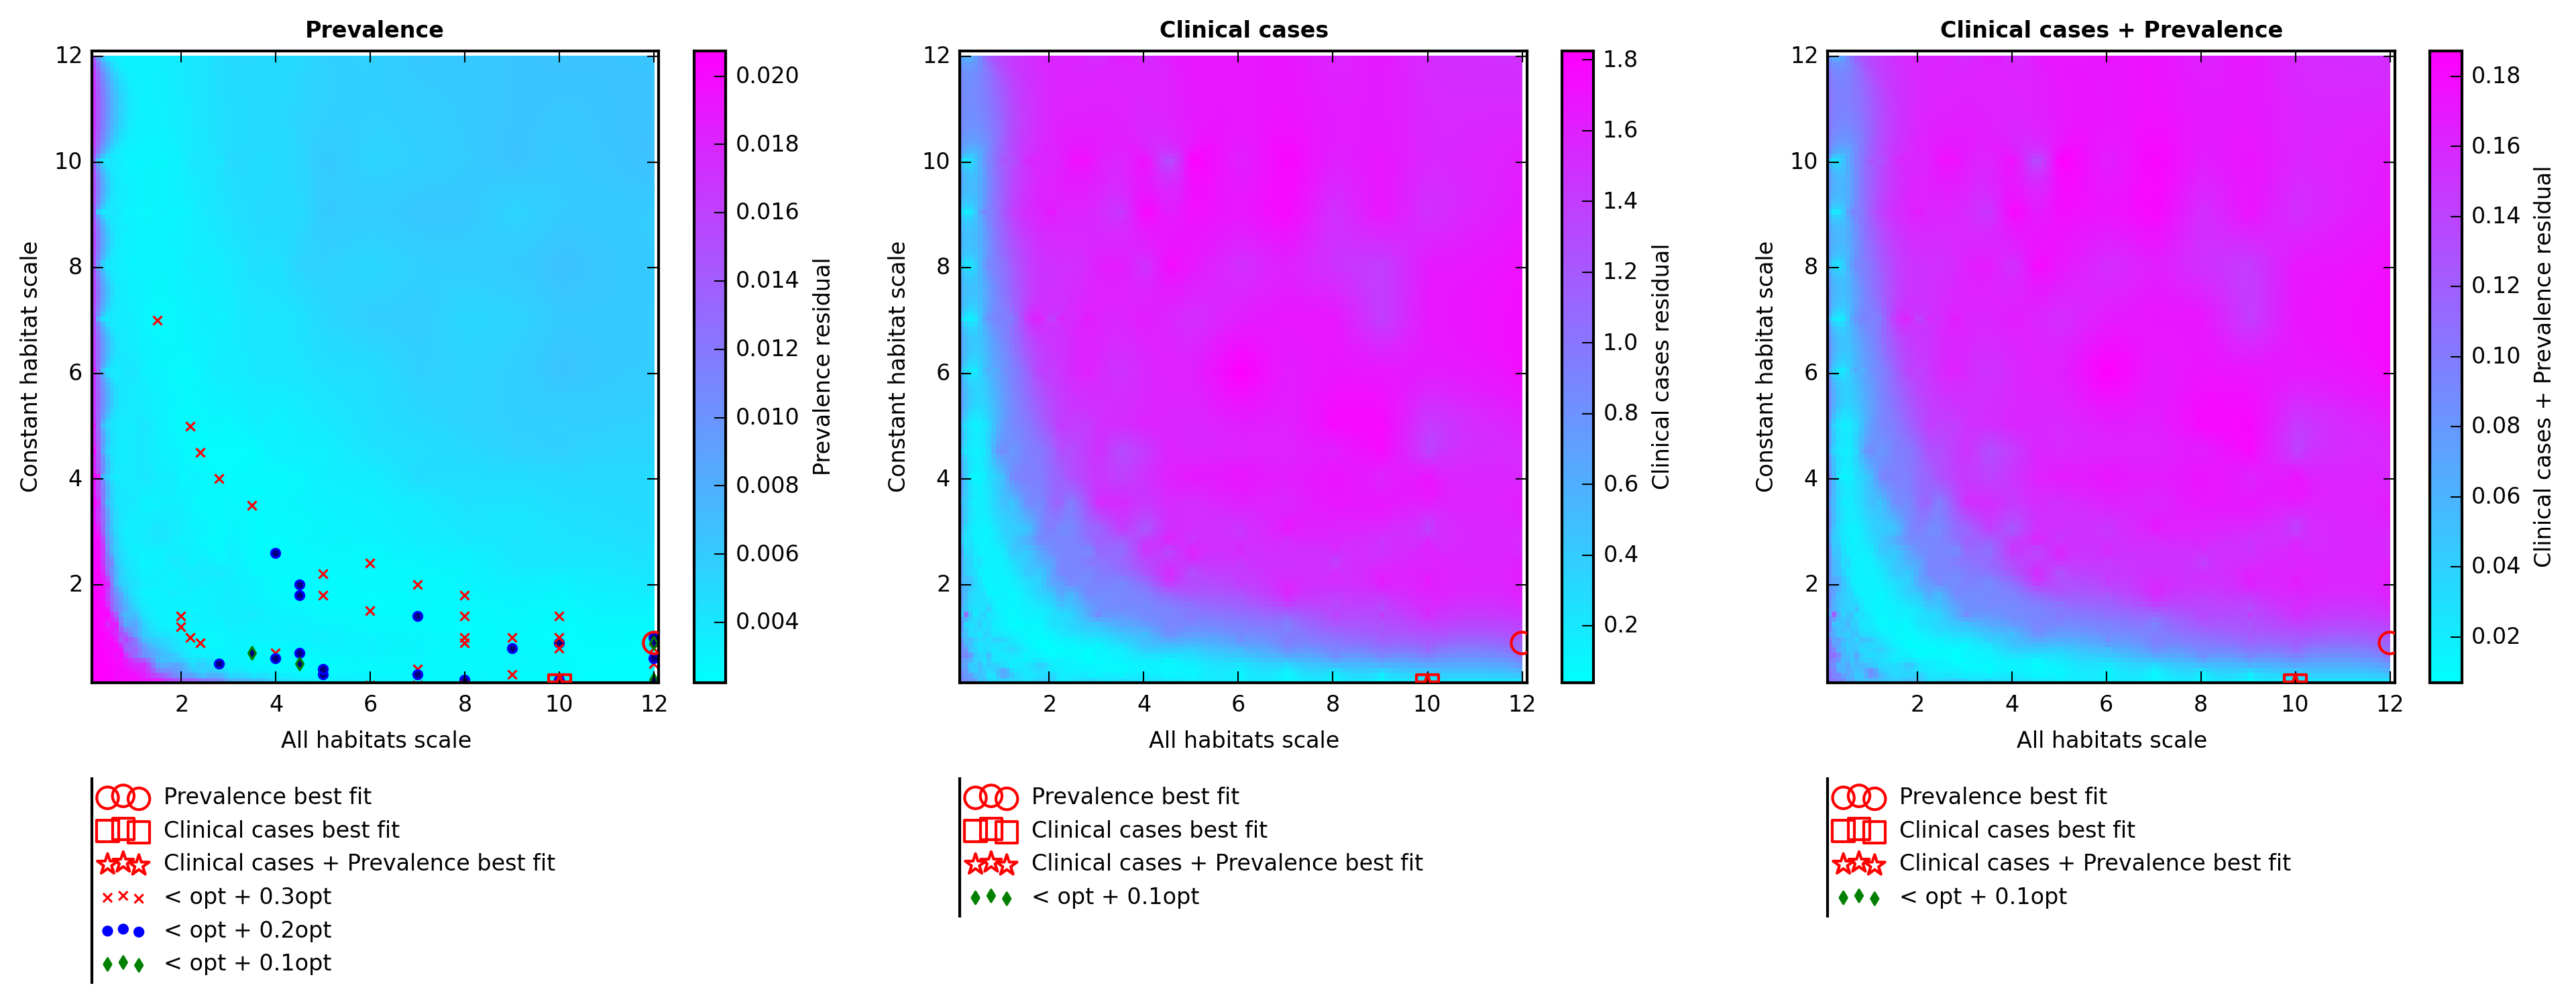 Prevalence
12
10
8
6
4
2
Constant habitat scale
2 4 6 8 10 12
All habitats scale
0.020
0.018
0.016
0.014
0.012
0.010
0.008
0.006
0.004
Prevalence residual
Prevalence best fit
Clinical cases best fit
Clinical cases + Prevalence best fit
< opt + 0.3opt
< opt + 0.2opt
< opt + 0.1opt
Clinical cases
12
10
8
6
4
2
Constant habitat scale
2 4 6 8 10 12
All habitats scale
1.8
1.6
1.4
1.2
1.0
0.8
0.6
0.4
0.2
Clinical cases residual
Prevalence best fit
Clinical cases best fit
Clinical cases + Prevalence best fit
< opt + 0.1opt
Clinical cases + Prevalence
12
10
8
6
4
2
Constant habitat scale
2 4 6 8 10 12
All habitats scale
0.18
0.16
0.14
0.12
0.10
0.08
0.06
0.04
0.02
Clinical cases + Prevalence residual
Prevalence best fit
Clinical cases best fit
Clinical cases + Prevalence best fit
< opt + 0.1opt